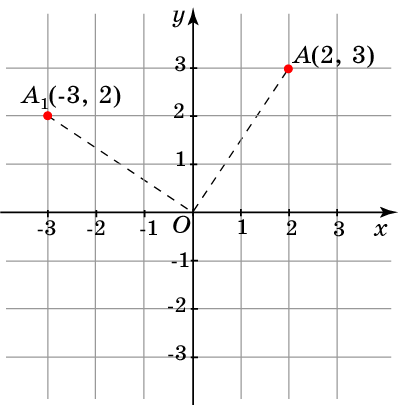 y
A(2, 3)
3
A₁(-3, 2)
2
1
O
-3 -2 -1 1 2 3 x
-1
-2
-3